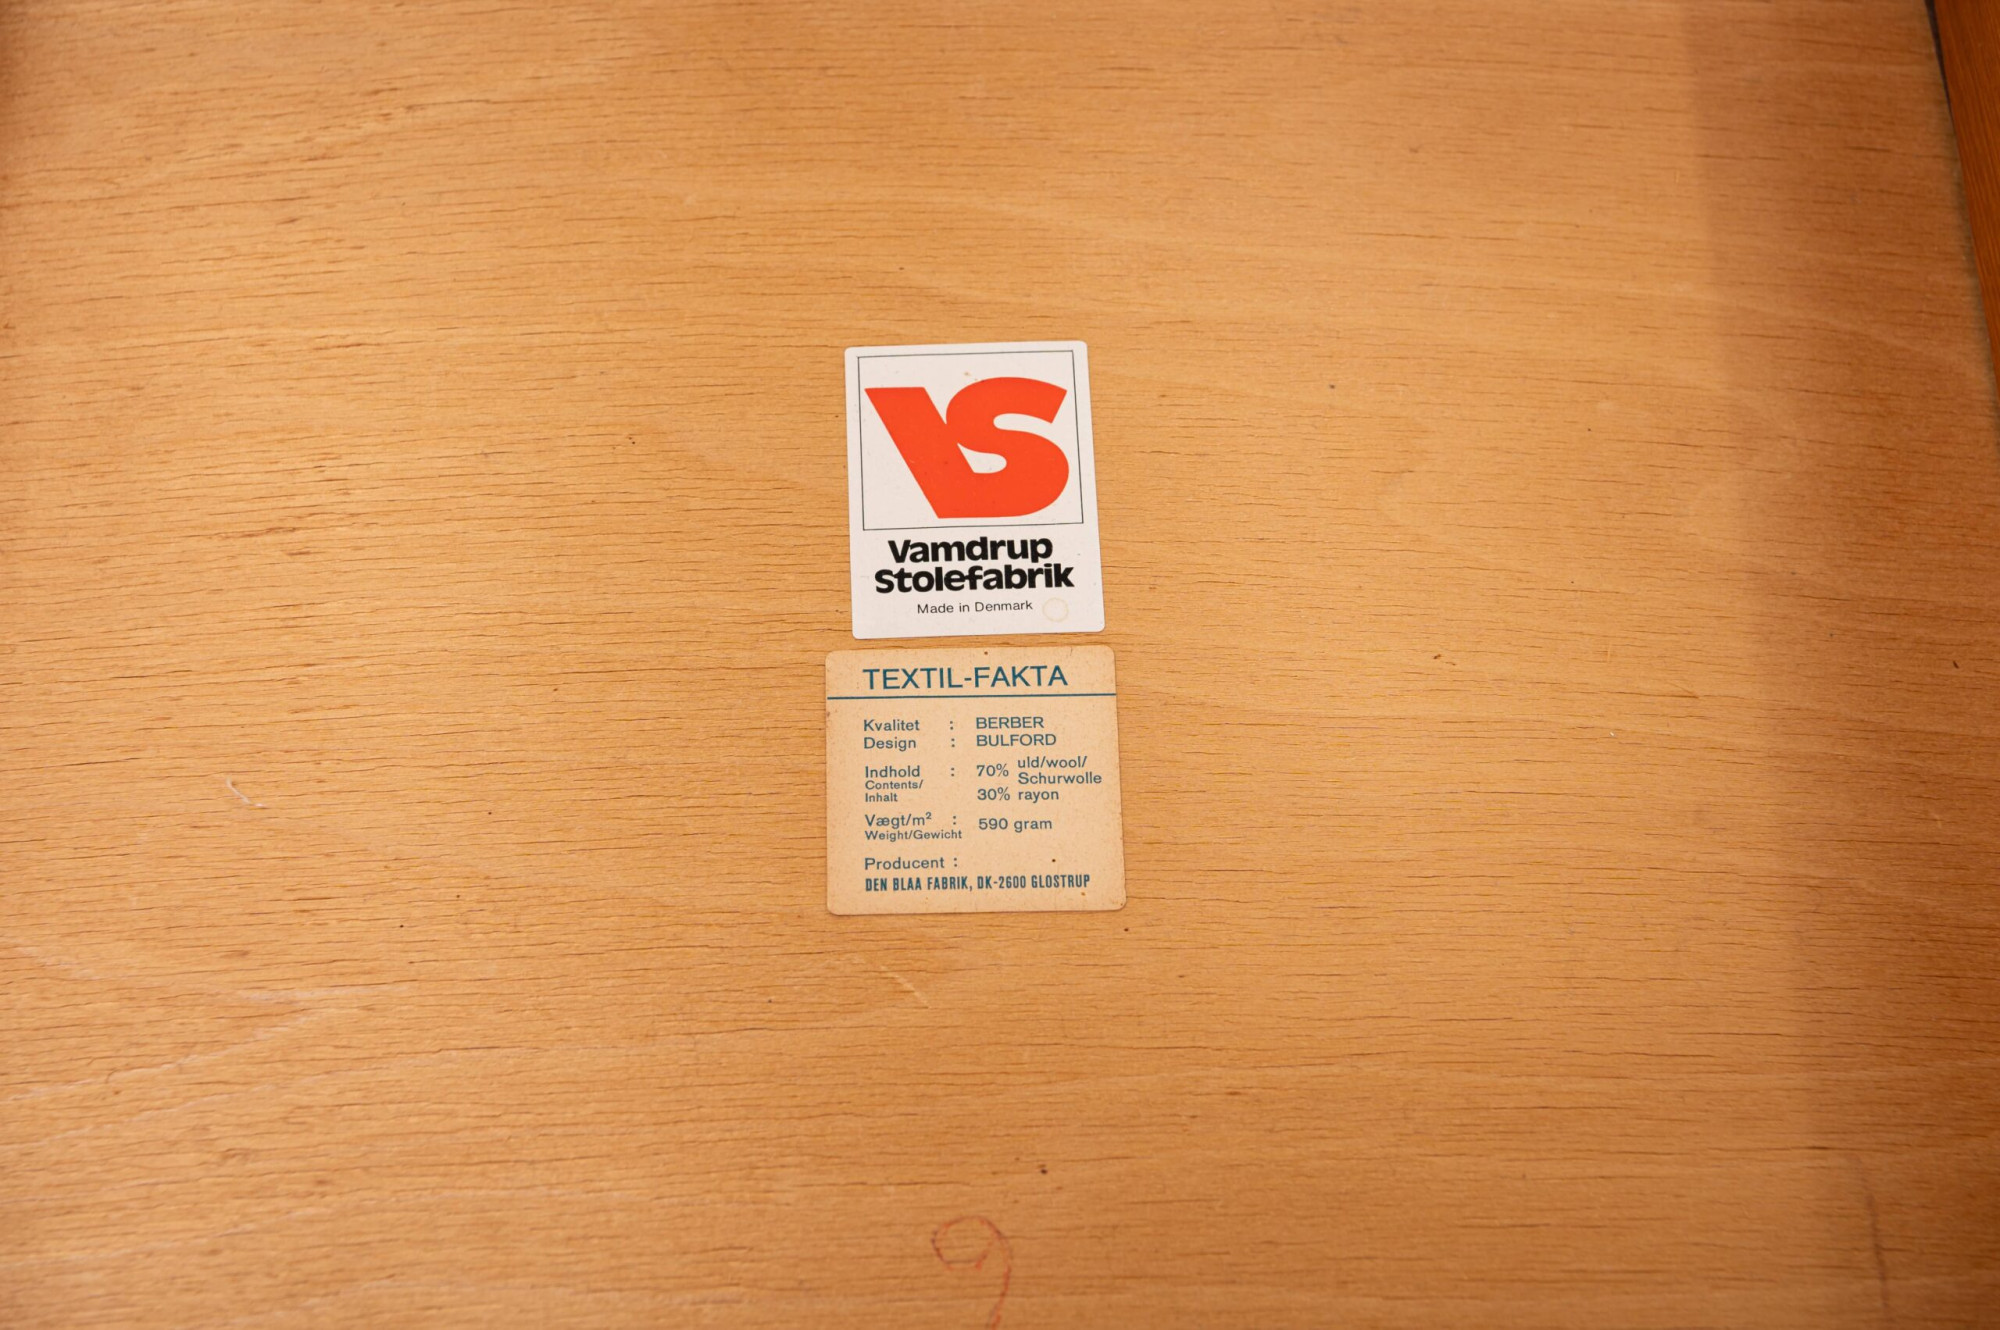 VS
Vamdrup
Stolefabrik
Made in Denmark
TEXTIL-FAKTA
Kvalitet : BERBER
Design : BULFORD
Indhold : 70% uld/wool/
Contents/ Schurwolle
Inhalt 30% rayon
Vægt/m² : 590 gram
Weight/Gewicht
Producent :
DEN BLAA FABRIK, DK-2600 GLOSTRUP